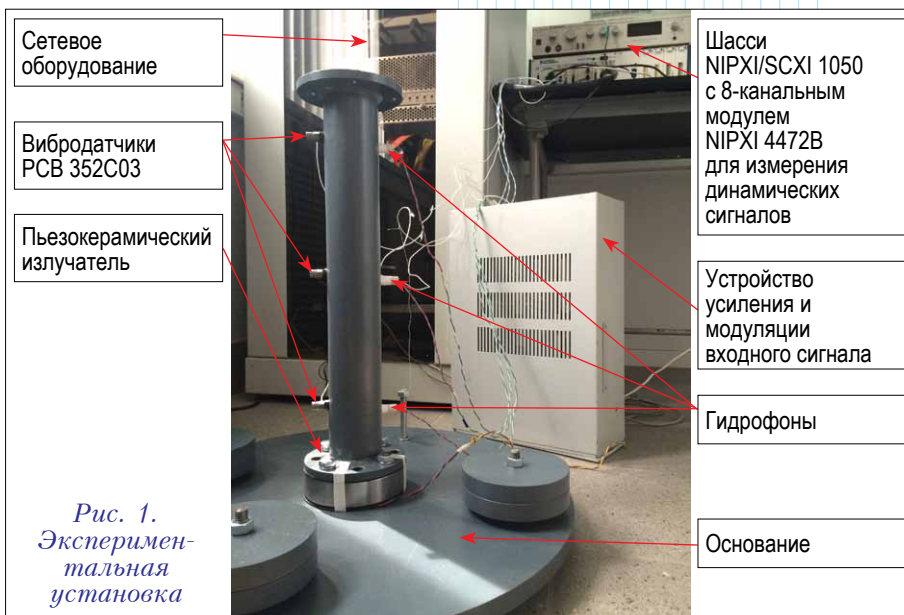 Сетевое
оборудование
Вибродатчики
PCB 352C03
Пьезокерамический
излучатель
Рис. 1.
Эксперимен-
тальная
установка
Шасси
NIPXI/SCXI 1050
с 8-канальным
модулем
NIPXI 4472B
для измерения
динамических
сигналов
Устройство
усиления и
модуляции
входного сигнала
Гидрофоны
Основание